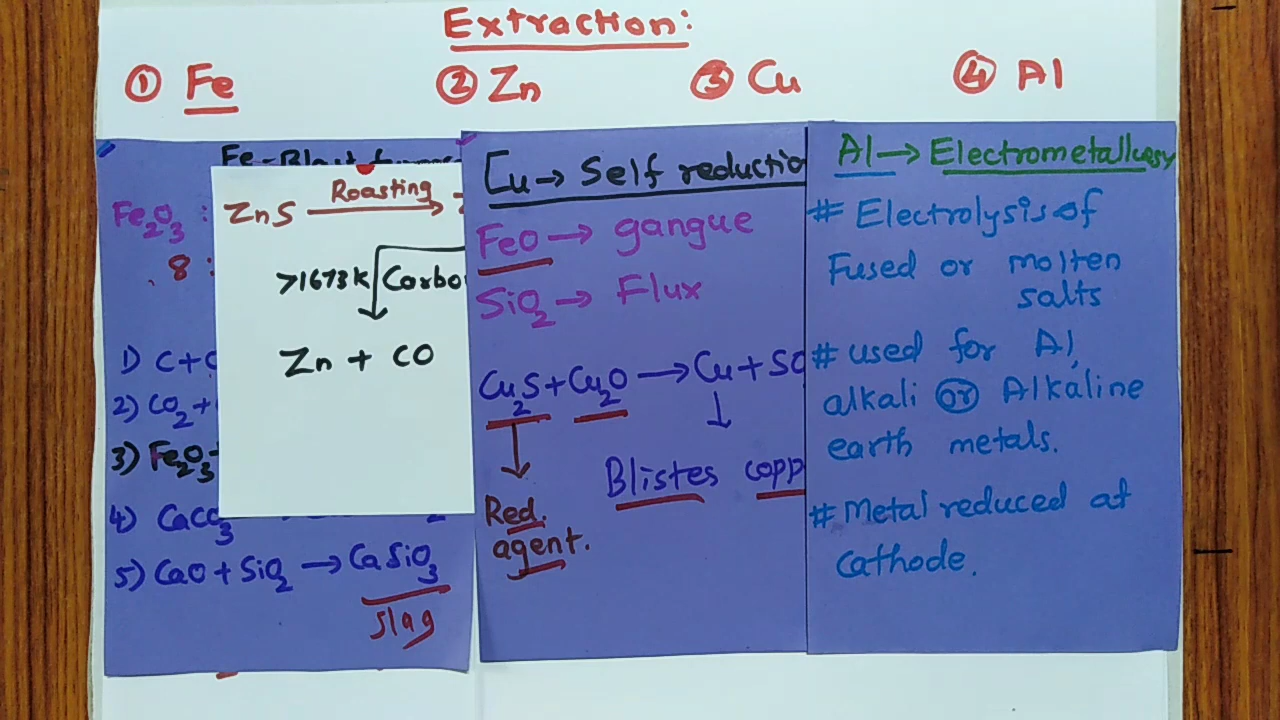 Extraction:
① Fe ② Zn ③ Cu ④ Al
Fe₂O₃ :
8 :
1) C +
2) CO₂ +
3) Fe₂O₃
4) CaCO₃
5) CaO + SiO₂ → CaSiO₃
slag
ZnS Roasting →
>1673K
Zn + CO
Cu → Self reductio
FeO → gangue
SiO₂ → Flux
Cu₂S + Cu₂O → Cu + SO
Blistes copp
Red.
agent.
Al → Electrometallusy
# Electrolysis of
Fused or molten
salts
# used for Al,
alkali or Alkaline
earth metals.
# Metal reduced at
cathode.